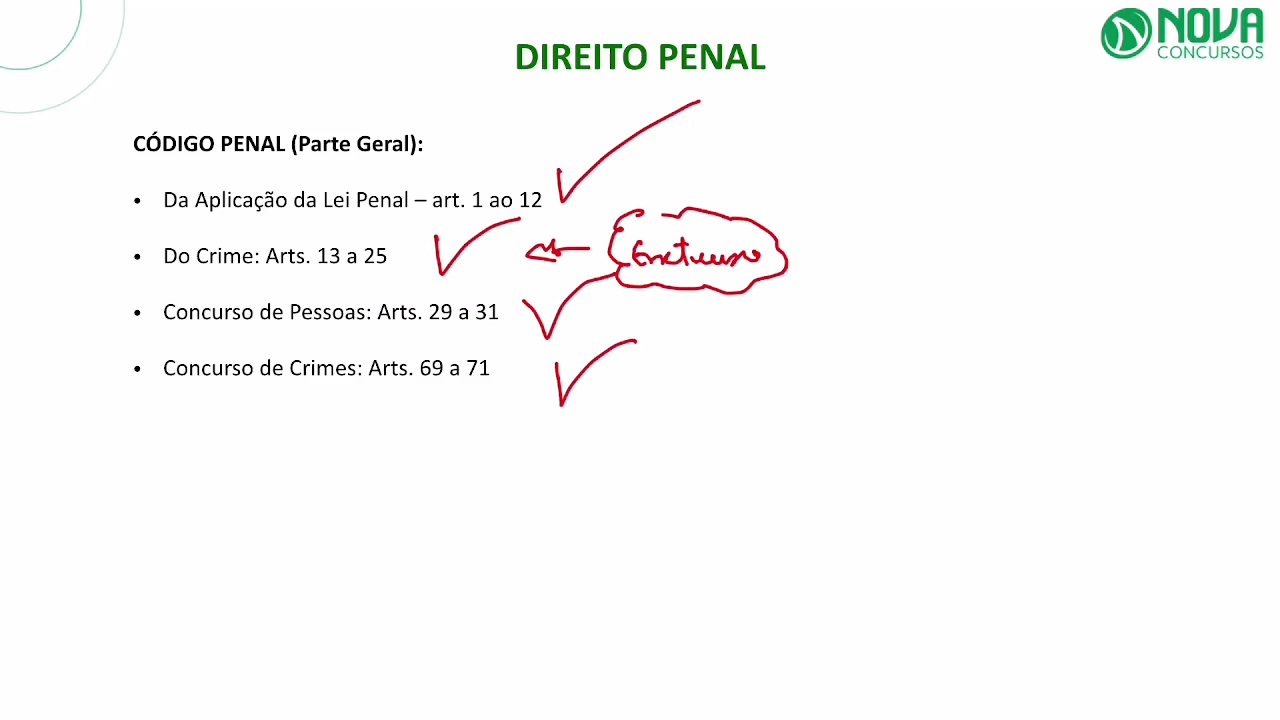 NOVA
CONCURSOS
DIREITO PENAL
CÓDIGO PENAL (Parte Geral):
• Da Aplicação da Lei Penal – art. 1 ao 12
• Do Crime: Arts. 13 a 25
• Concurso de Pessoas: Arts. 29 a 31
• Concurso de Crimes: Arts. 69 a 71